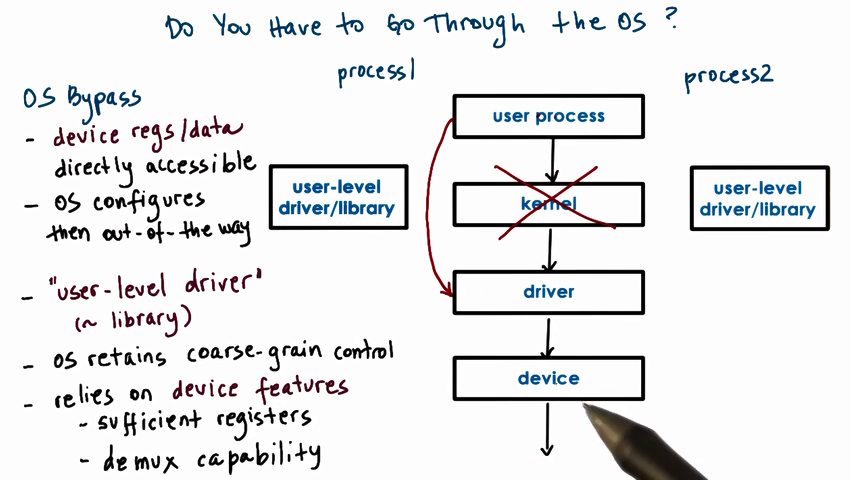 Do You Have to Go Through the OS?
process1
process2
OS Bypass
- device regs/data
directly accessible
- OS configures
then out-of-the way
- "user-level driver"
(~ library)
- OS retains coarse-grain control
- relies on device features
- sufficient registers
- demux capability
user-level
driver/library
user process
kernel
driver
device
user-level
driver/library